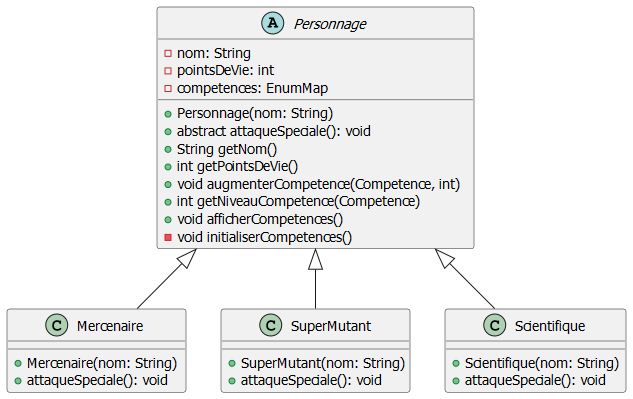 A Personnage
nom: String
pointsDeVie: int
competences: EnumMap
Personnage(nom: String)
abstract attaqueSpeciale(): void
String getNom()
int getPointsDeVie()
void augmenterCompetence(Competence, int)
int getNiveauCompetence(Competence)
void afficherCompetences()
void initialiserCompetences()
C Mercenaire
Mercenaire(nom: String)
attaqueSpeciale(): void
C SuperMutant
SuperMutant(nom: String)
attaqueSpeciale(): void
C Scientifique
Scientifique(nom: String)
attaqueSpeciale(): void